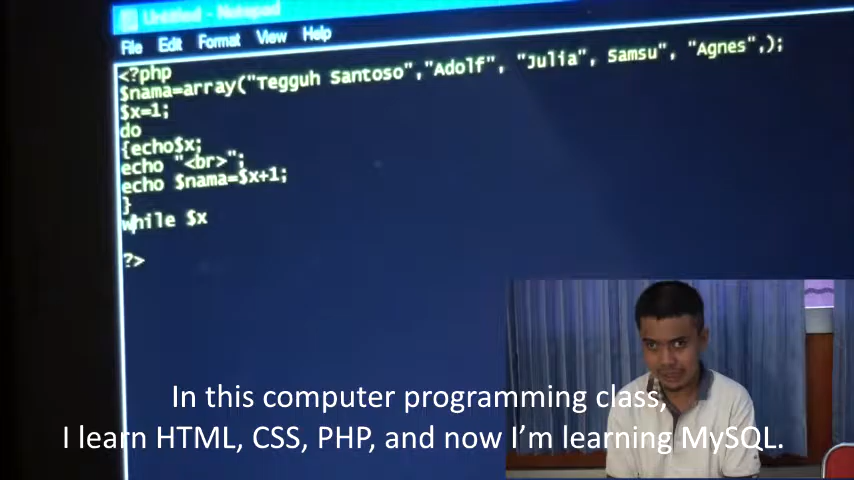 Untitled - Notepad
File Edit Format View Help
<?php
$nama=array("Tegguh Santoso","Adolf", "Julia", Samsu", "Agnes",);
$x=1;
do
{echo$x;
echo "<br>";
echo $nama=$x+1;
}
while $x
?>
In this computer programming class,
I learn HTML, CSS, PHP, and now I'm learning MySQL.